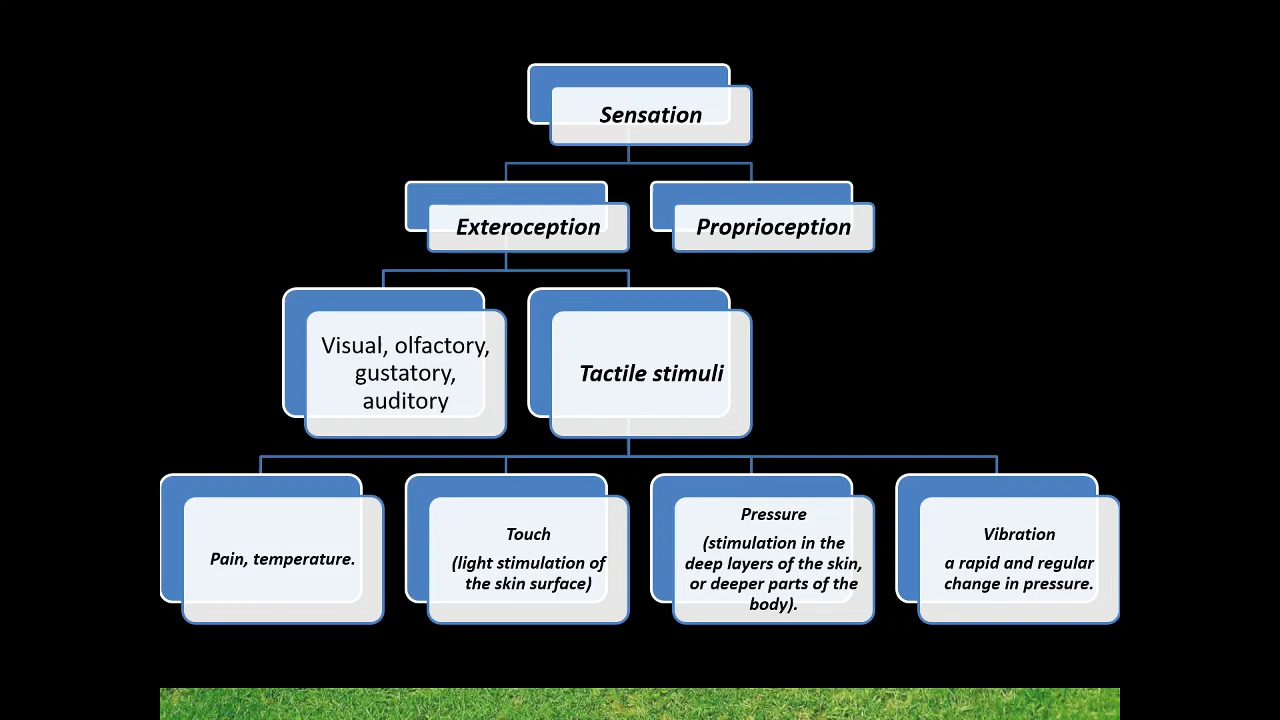 Sensation
Exteroception
Proprioception
Visual, olfactory,
gustatory,
auditory
Tactile stimuli
Pain, temperature.
Touch
(light stimulation of
the skin surface)
Pressure
(stimulation in the
deep layers of the skin,
or deeper parts of the
body).
Vibration
a rapid and regular
change in pressure.